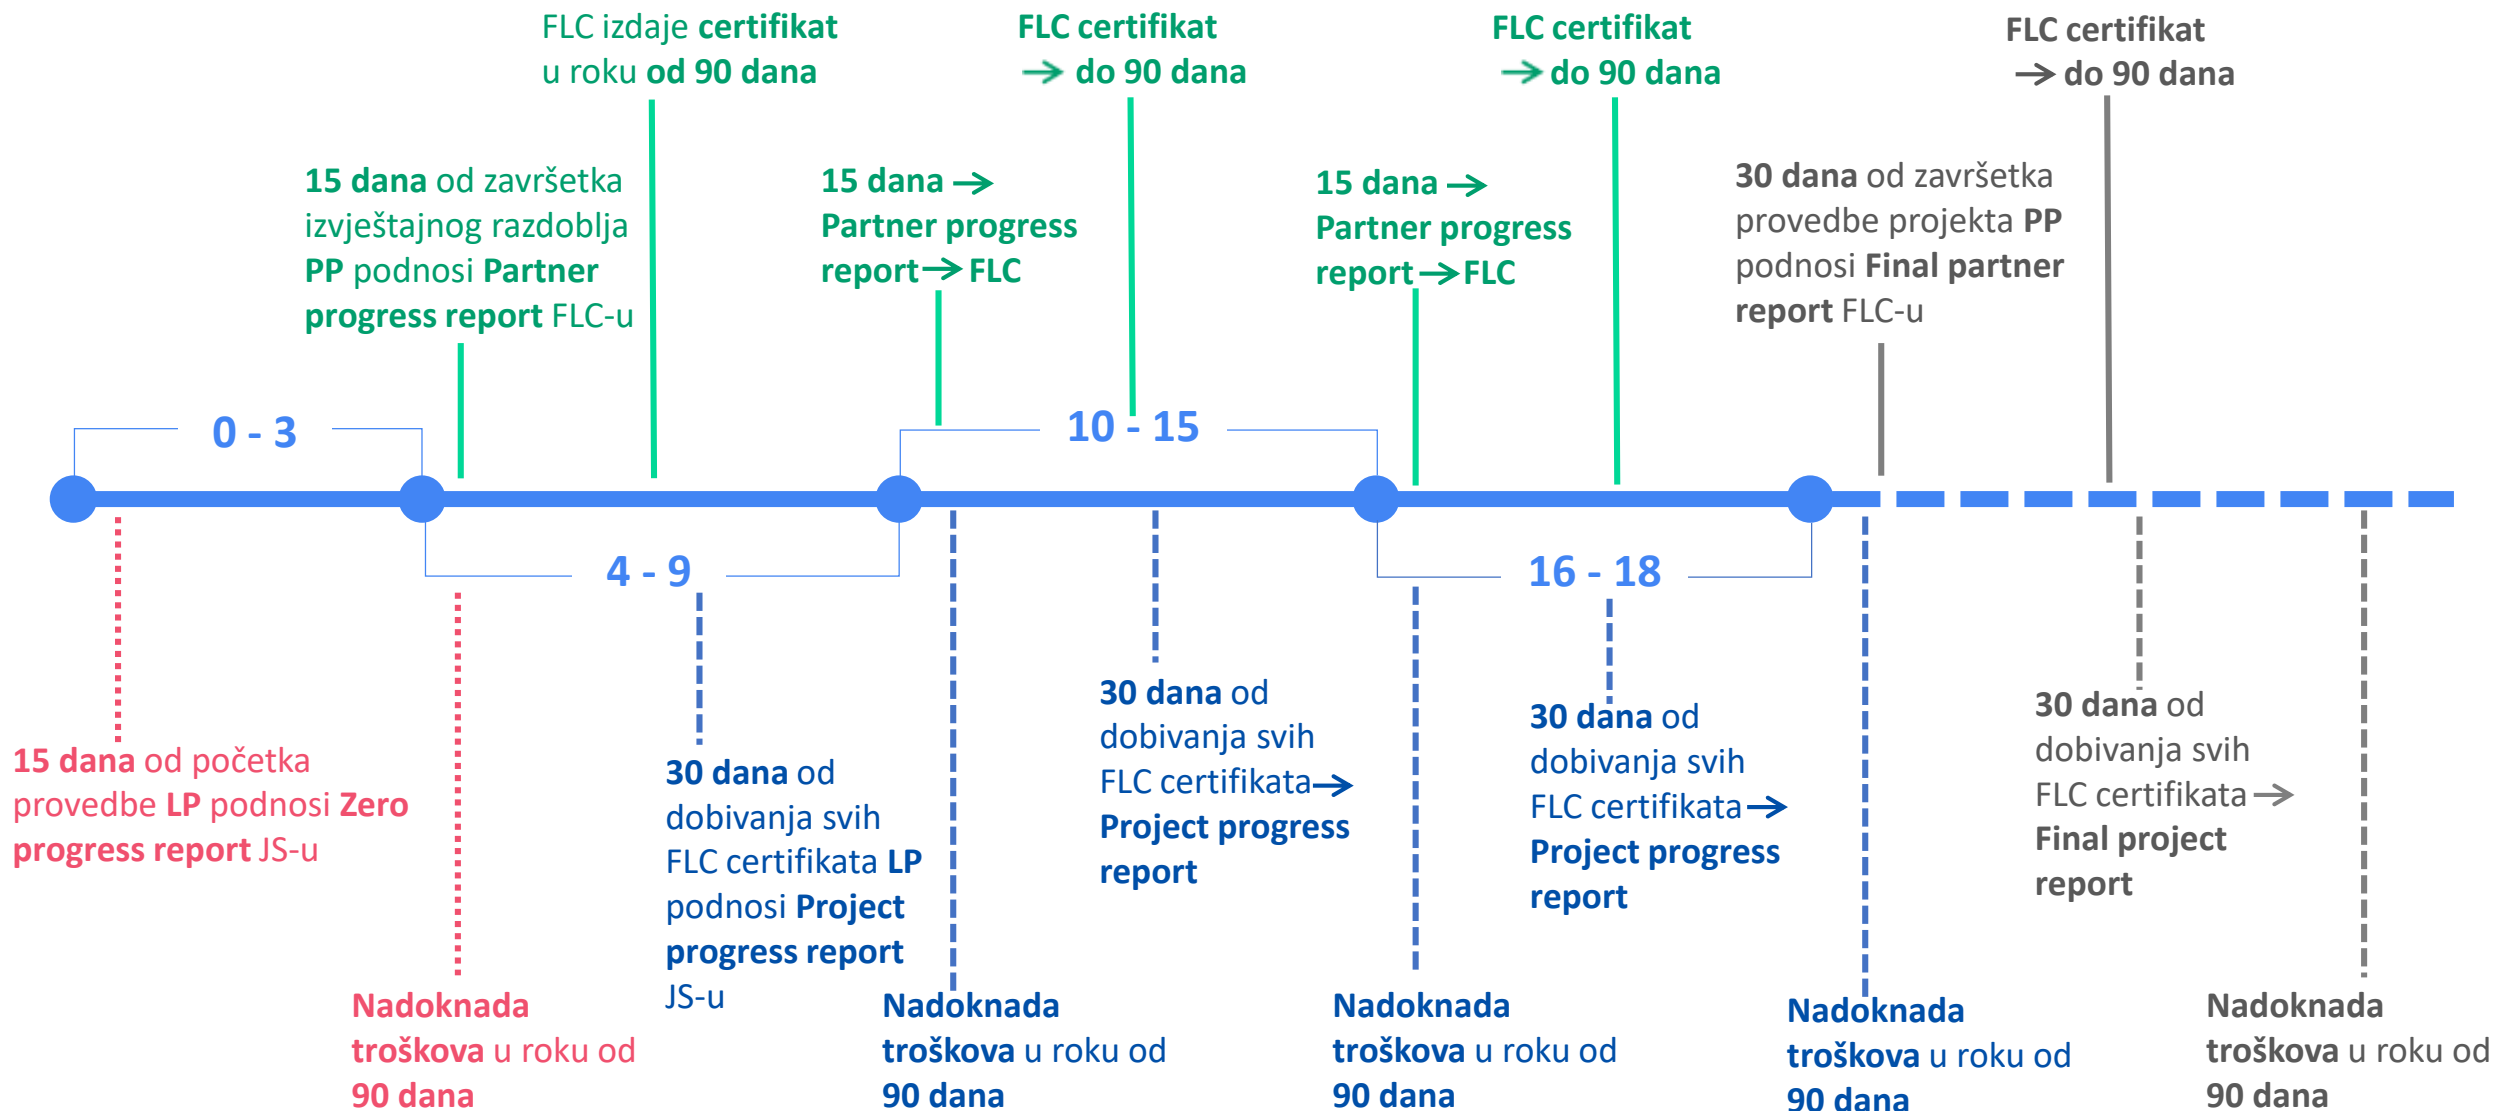 FLC izdaje certifikat
u roku od 90 dana
FLC certifikat
→ do 90 dana
FLC certifikat
→ do 90 dana
FLC certifikat
→ do 90 dana
15 dana od završetka
izvještajnog razdoblja
PP podnosi Partner
progress report FLC-u
15 dana →
Partner progress
report → FLC
15 dana →
Partner progress
report → FLC
30 dana od završetka
provedbe projekta PP
podnosi Final partner
report FLC-u
0 - 3
10 - 15
4 - 9
16 - 18
15 dana od početka
provedbe LP podnosi Zero
progress report JS-u
30 dana od
dobivanja svih
FLC certifikata LP
podnosi Project
progress report
JS-u
30 dana od
dobivanja svih
FLC certifikata →
Project progress
report
30 dana od
dobivanja svih
FLC certifikata →
Project progress
report
30 dana od
dobivanja svih
FLC certifikata →
Final project
report
Nadoknada
troškova u roku od
90 dana
Nadoknada
troškova u roku od
90 dana
Nadoknada
troškova u roku od
90 dana
Nadoknada
troškova u roku od
90 dana
Nadoknada
troškova u roku od
90 dana